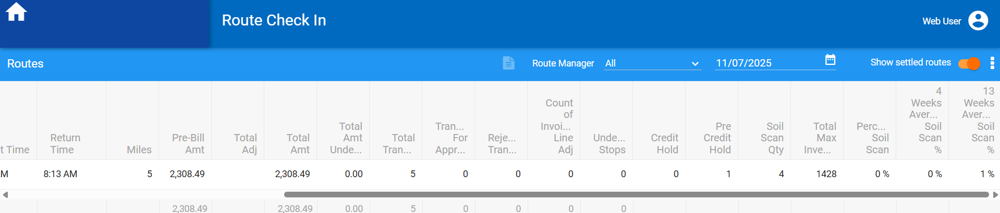 Route Check In
Web User
Routes
Route Manager All 11/07/2025 Show settled routes
t Time
Return
Time
Miles
Pre-Bill
Amt
Total
Adj
Total
Amt
Total
Amt
Unde...
Total
Tran...
Tran...
For
Appr...
Reje...
Tran...
Count
of
Invoi...
Line
Adj
Unde...
Stops
Credit
Hold
Pre
Credit
Hold
Soil
Scan
Qty
Total
Max
Inve...
Perc...
Soil
Scan
4
Weeks
Aver...
Soil
Scan
%
13
Weeks
Aver...
Soil
Scan
%
M 8:13 AM 5 2,308.49 2,308.49 0.00 5 0 0 0 0 0 1 4 1428 0 % 0 % 1 %
2,308.49 2,308.49 0.00 5 0 0 0 0